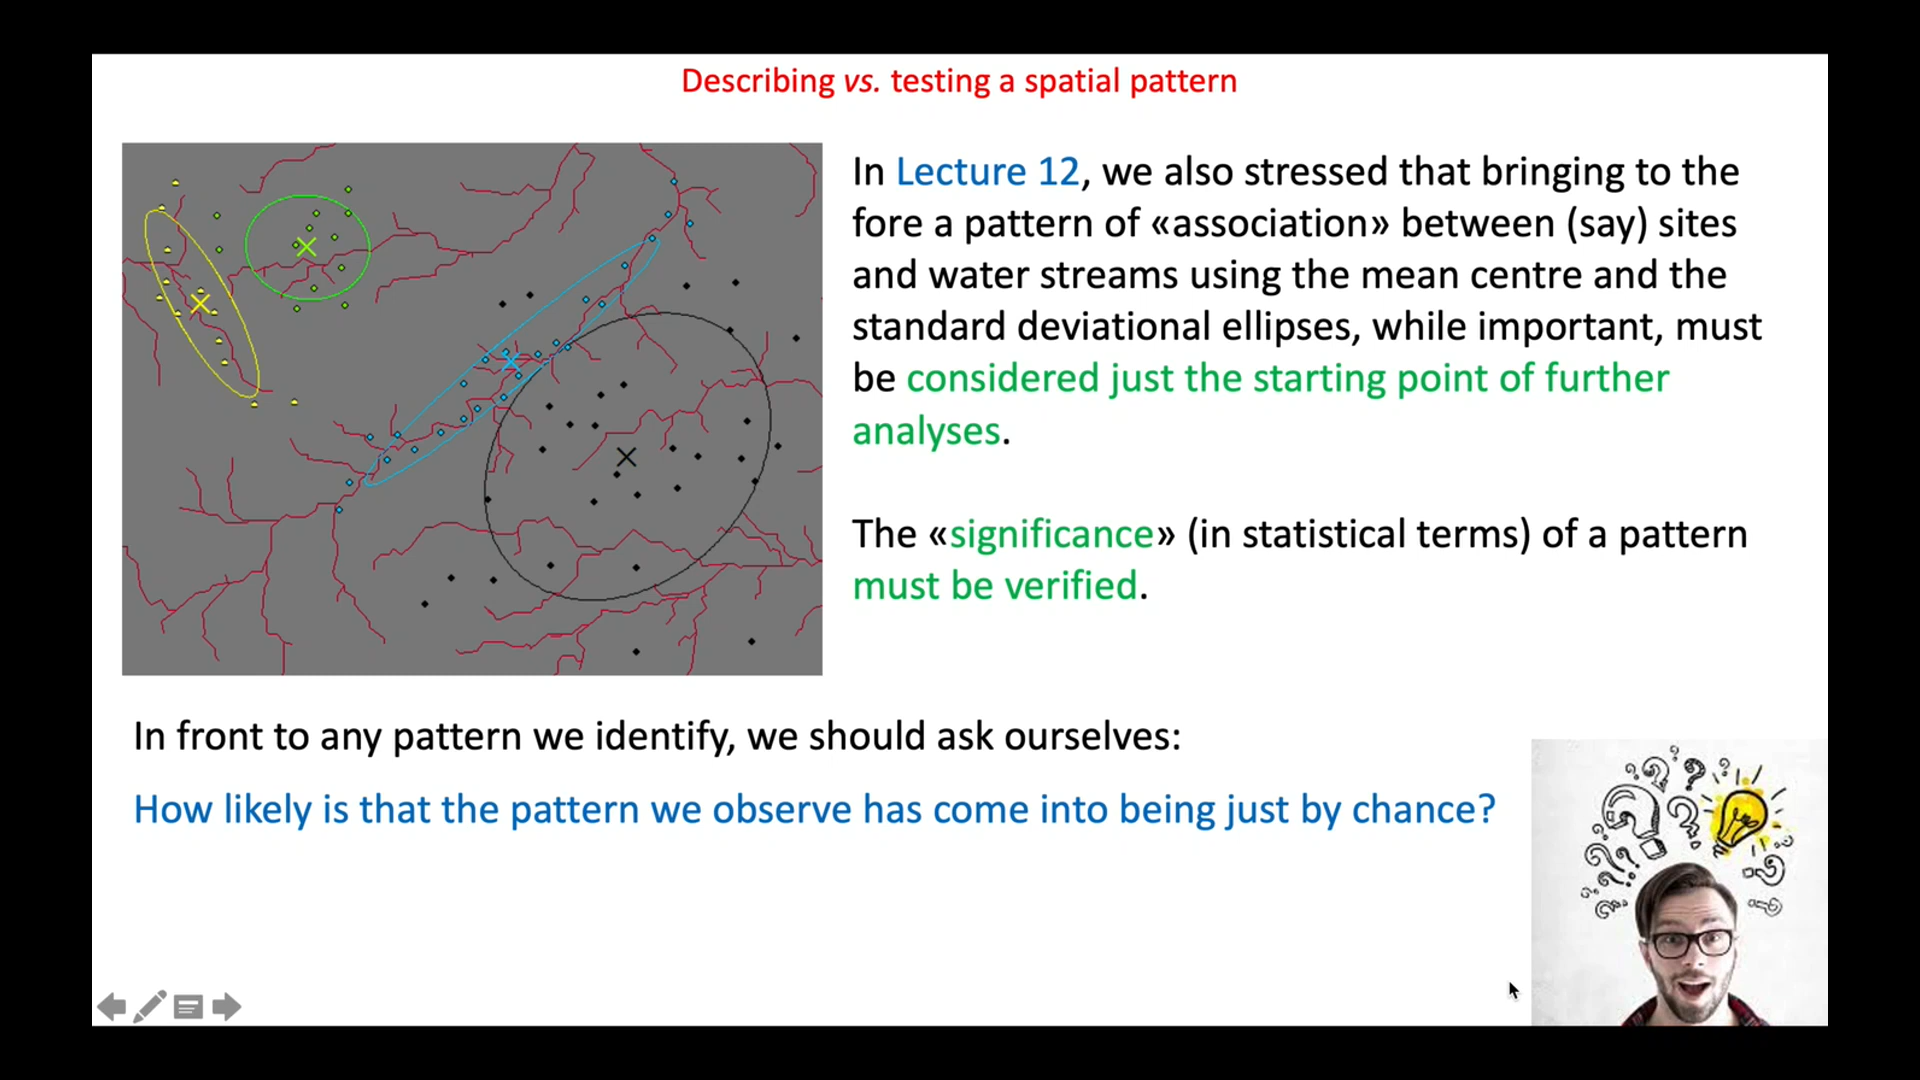 Describing vs. testing a spatial pattern
In Lecture 12, we also stressed that bringing to the
fore a pattern of «association» between (say) sites
and water streams using the mean centre and the
standard deviational ellipses, while important, must
be considered just the starting point of further
analyses.
The «significance» (in statistical terms) of a pattern
must be verified.
In front to any pattern we identify, we should ask ourselves:
How likely is that the pattern we observe has come into being just by chance?